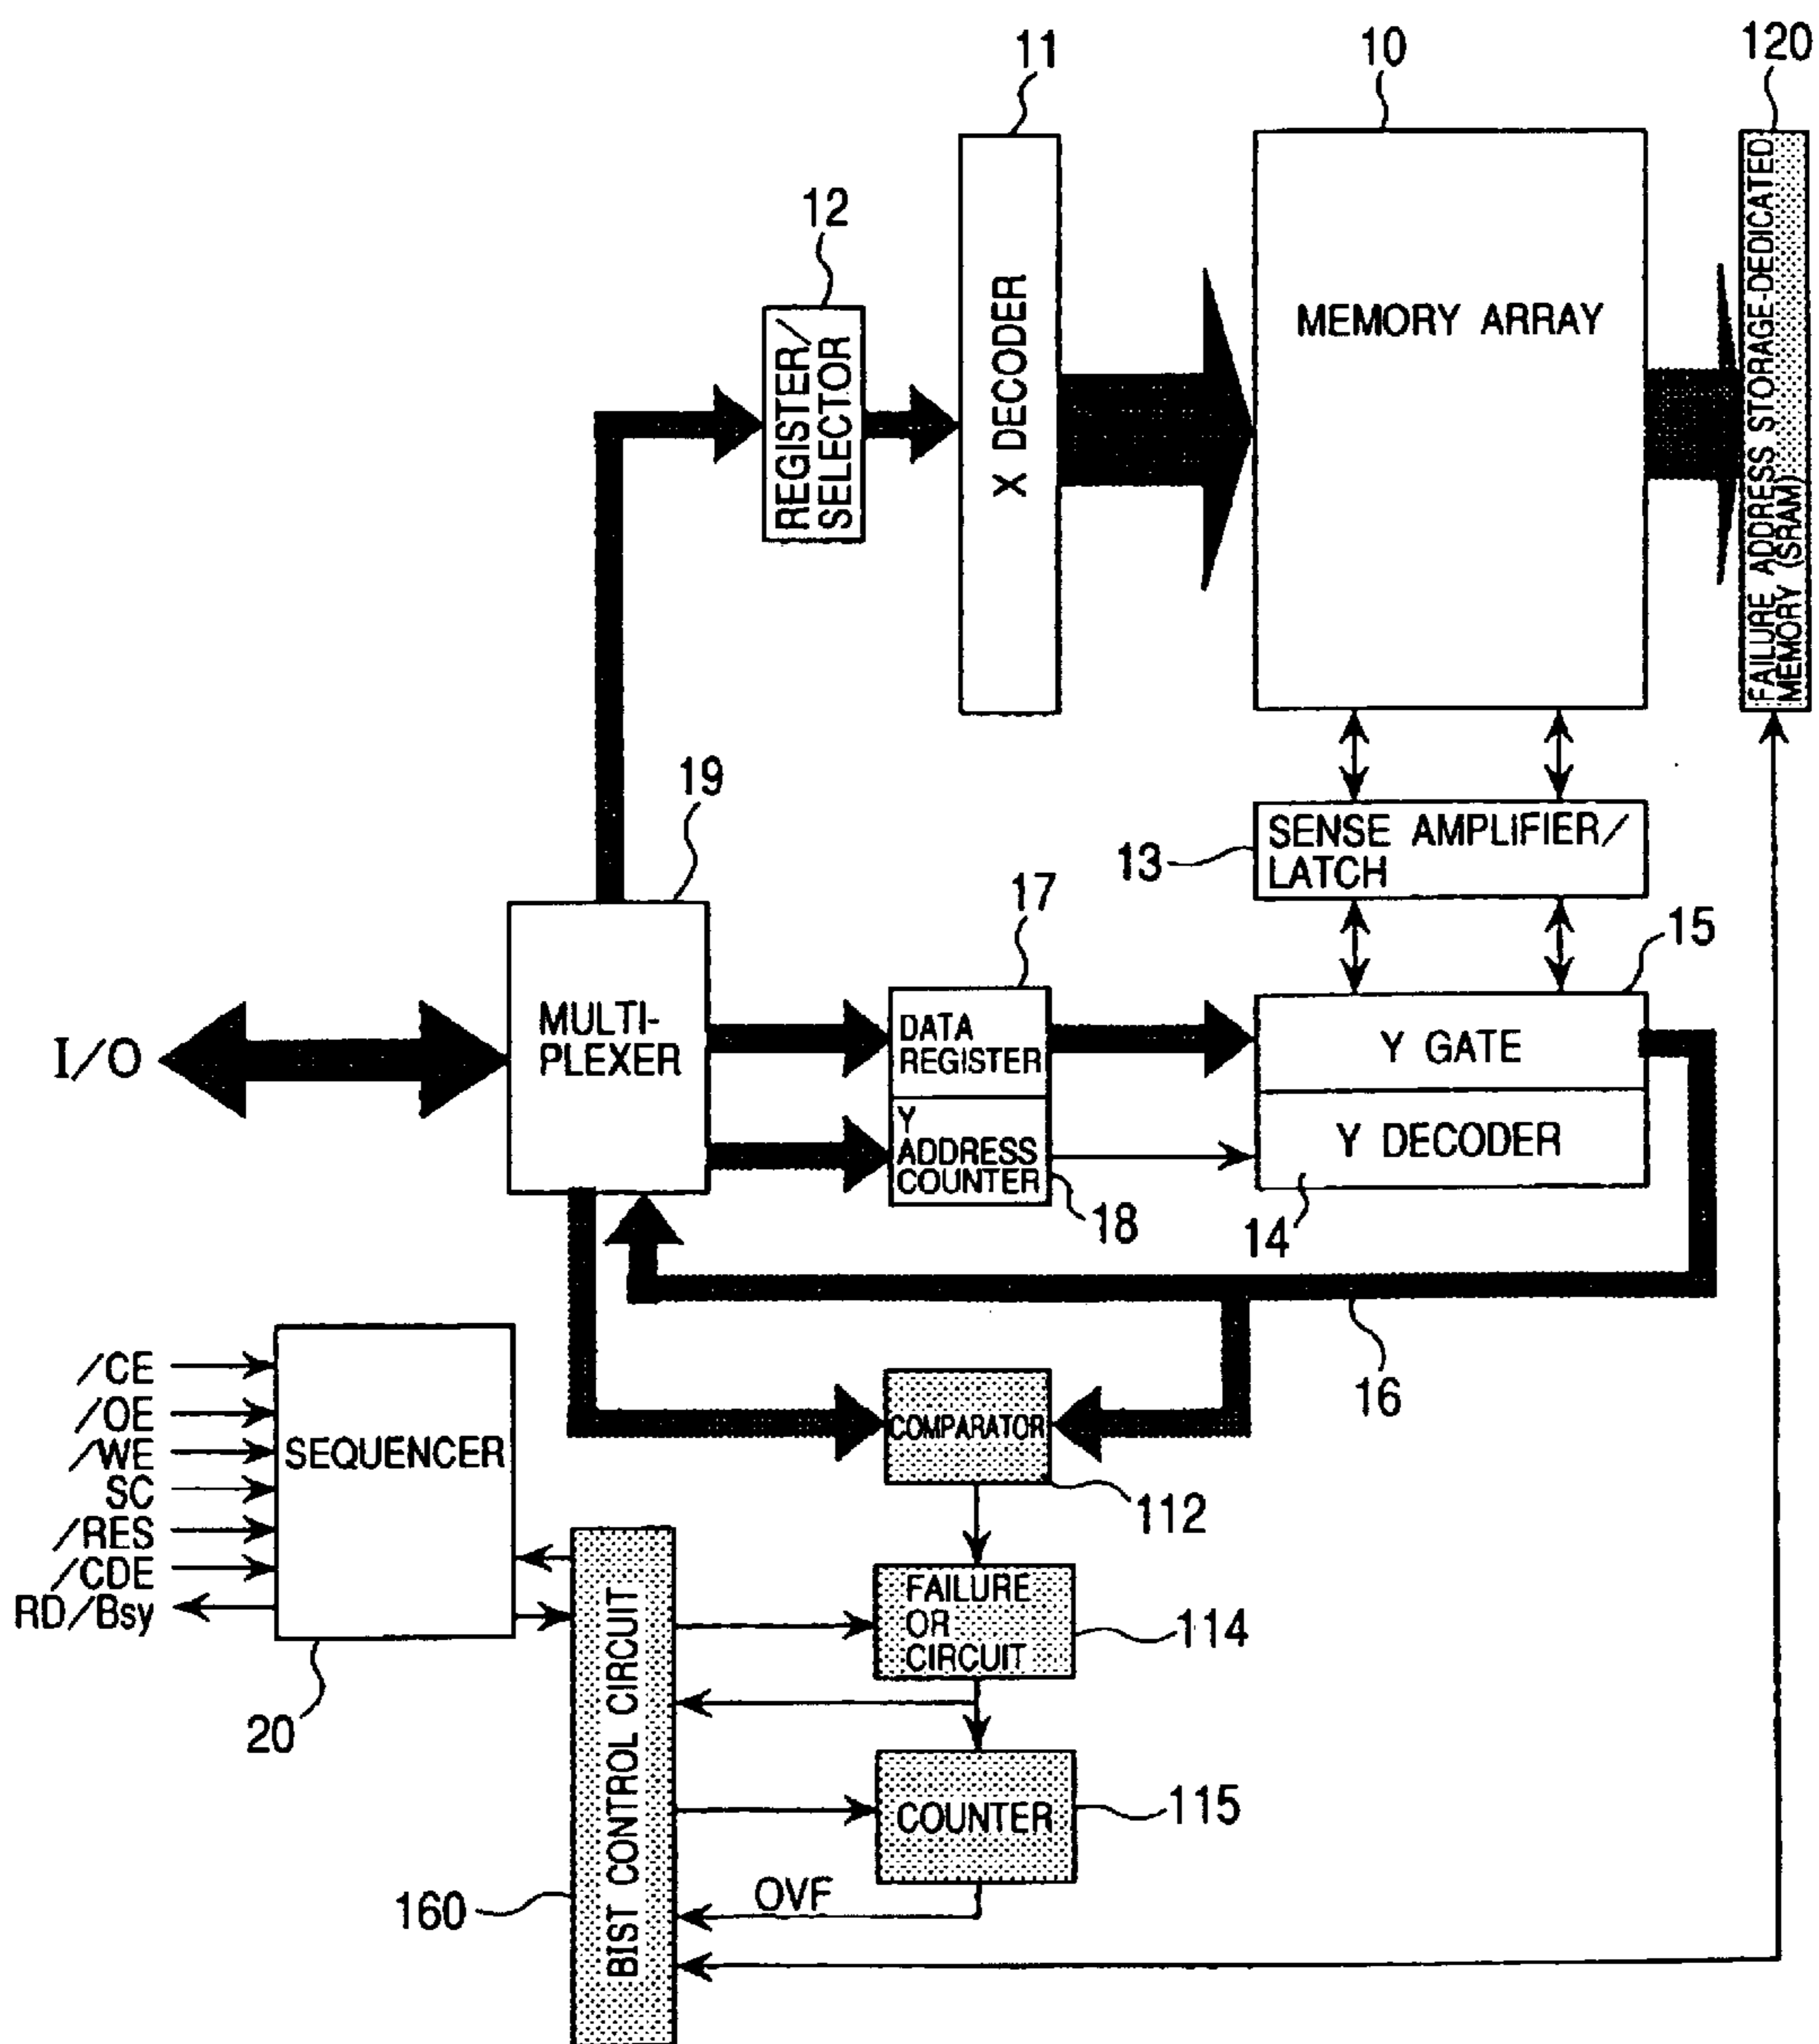 11
10
120
12
REGISTER/
SELECTOR
X DECODER
MEMORY ARRAY
FAILURE ADDRESS STORAGE-DEDICATED
MEMORY (SRAM)
19
13
SENSE AMPLIFIER/
LATCH
17
15
I/O
MULTI-
PLEXER
DATA
REGISTER
Y GATE
Y
ADDRESS
COUNTER
Y DECODER
18
14
16
/CE
/OE
/WE
SC
/RES
/CDE
RD/Bsy
SEQUENCER
20
COMPARATOR
112
FAILURE
OR
CIRCUIT
114
BIST CONTROL CIRCUIT
COUNTER
115
160
OVF